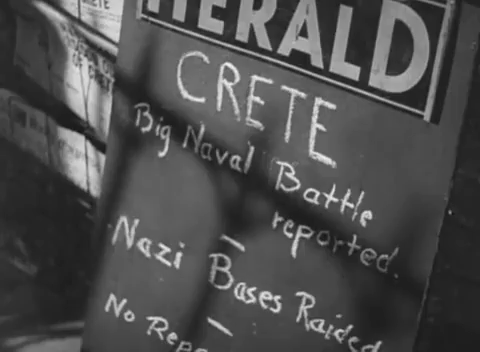 HERALD
CRETE
Big Naval Battle
reported.
–
Nazi Bases Raided
–
No